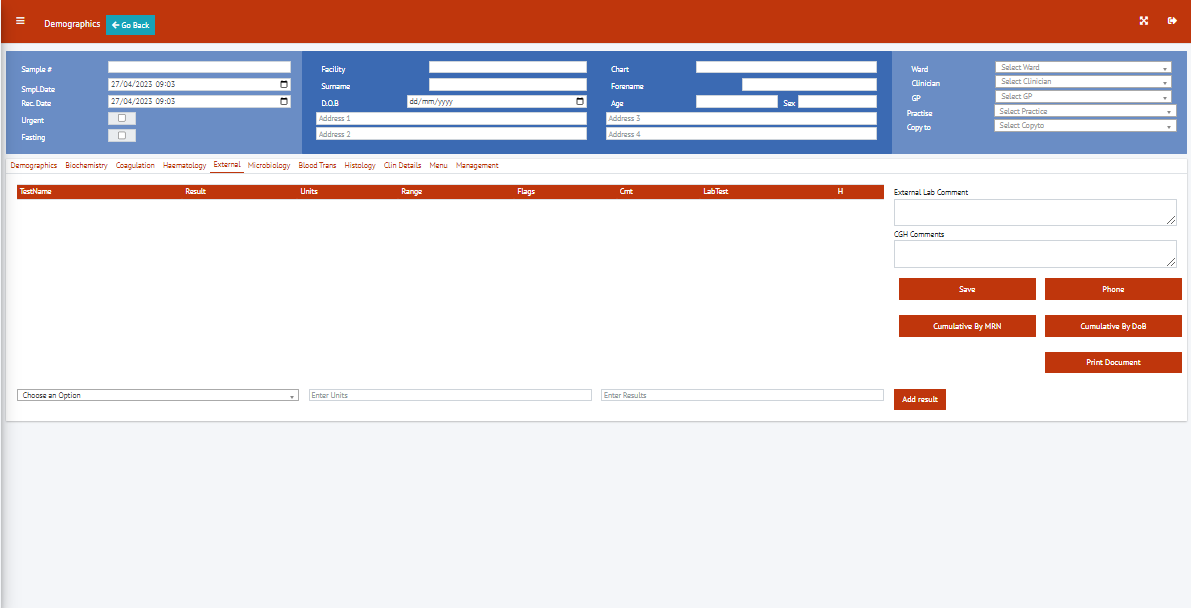 Demographics Go Back
Sample #
Smpl.Date 27/04/2023 09:03
Rec. Date 27/04/2023 09:03
Urgent
Fasting
Facility
Surname
D.O.B dd/mm/yyyy
Address 1
Address 2
Chart
Forename
Age Sex
Address 3
Address 4
Ward Select Ward
Clinician Select Clinician
GP Select GP
Practise Select Practice
Copy to Select Copyto
Demographics Biochemistry Coagulation Haematology External Microbiology Blood Trans Histology Clin Details Menu Management
TestName Result Units Range Flags Cmt LabTest H
External Lab Comment
CGH Comments
Save Phone
Cumulative By MRN Cumulative By DoB
Print Document
Choose an Option Enter Units Enter Results Add result